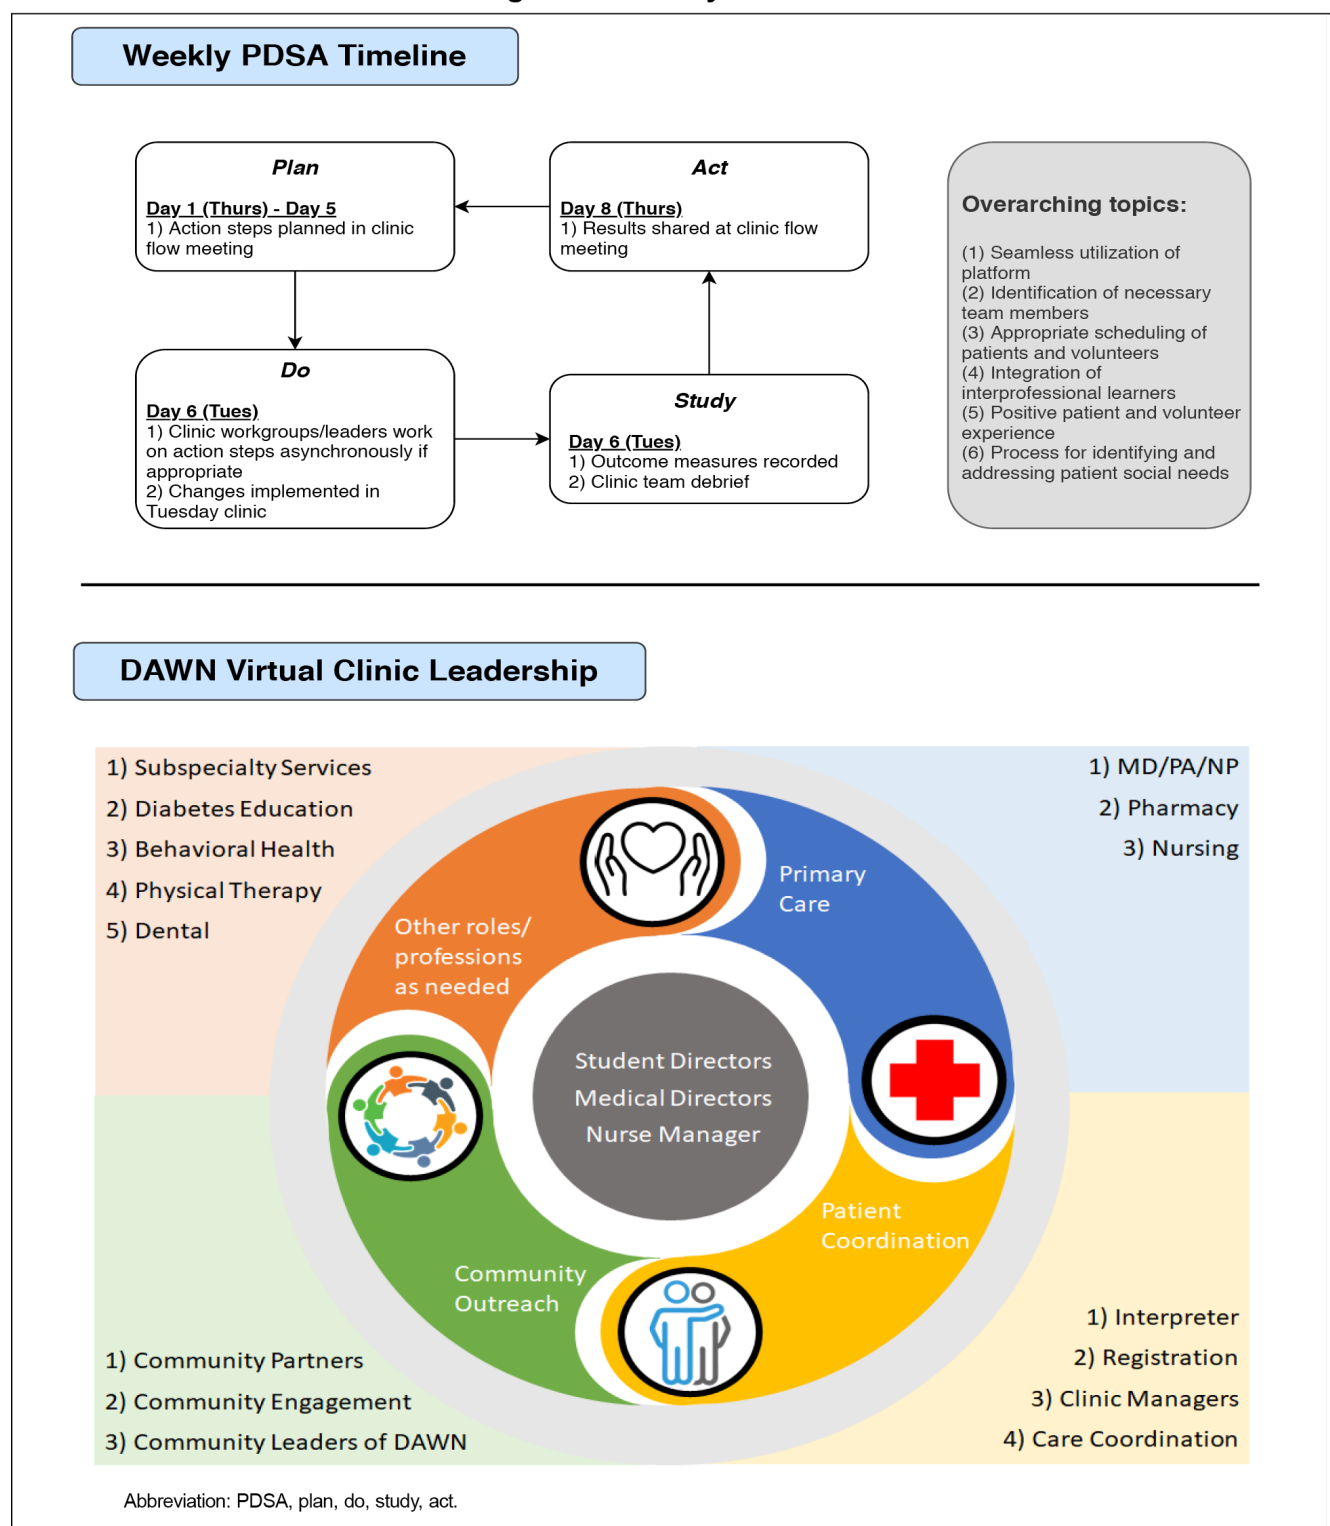 Weekly PDSA Timeline
Plan
Day 1 (Thurs) - Day 5
1) Action steps planned in clinic
flow meeting
Act
Day 8 (Thurs)
1) Results shared at clinic flow
meeting
Do
Day 6 (Tues)
1) Clinic workgroups/leaders work
on action steps asynchronously if
appropriate
2) Changes implemented in
Tuesday clinic
Study
Day 6 (Tues)
1) Outcome measures recorded
2) Clinic team debrief
Overarching topics:
(1) Seamless utilization of
platform
(2) Identification of necessary
team members
(3) Appropriate scheduling of
patients and volunteers
(4) Integration of
interprofessional learners
(5) Positive patient and volunteer
experience
(6) Process for identifying and
addressing patient social needs
DAWN Virtual Clinic Leadership
1) Subspecialty Services
2) Diabetes Education
3) Behavioral Health
4) Physical Therapy
5) Dental
1) MD/PA/NP
2) Pharmacy
3) Nursing
Other roles/
professions
as needed
Primary
Care
Student Directors
Medical Directors
Nurse Manager
Community
Outreach
Patient
Coordination
1) Community Partners
2) Community Engagement
3) Community Leaders of DAWN
1) Interpreter
2) Registration
3) Clinic Managers
4) Care Coordination
Abbreviation: PDSA, plan, do, study, act.